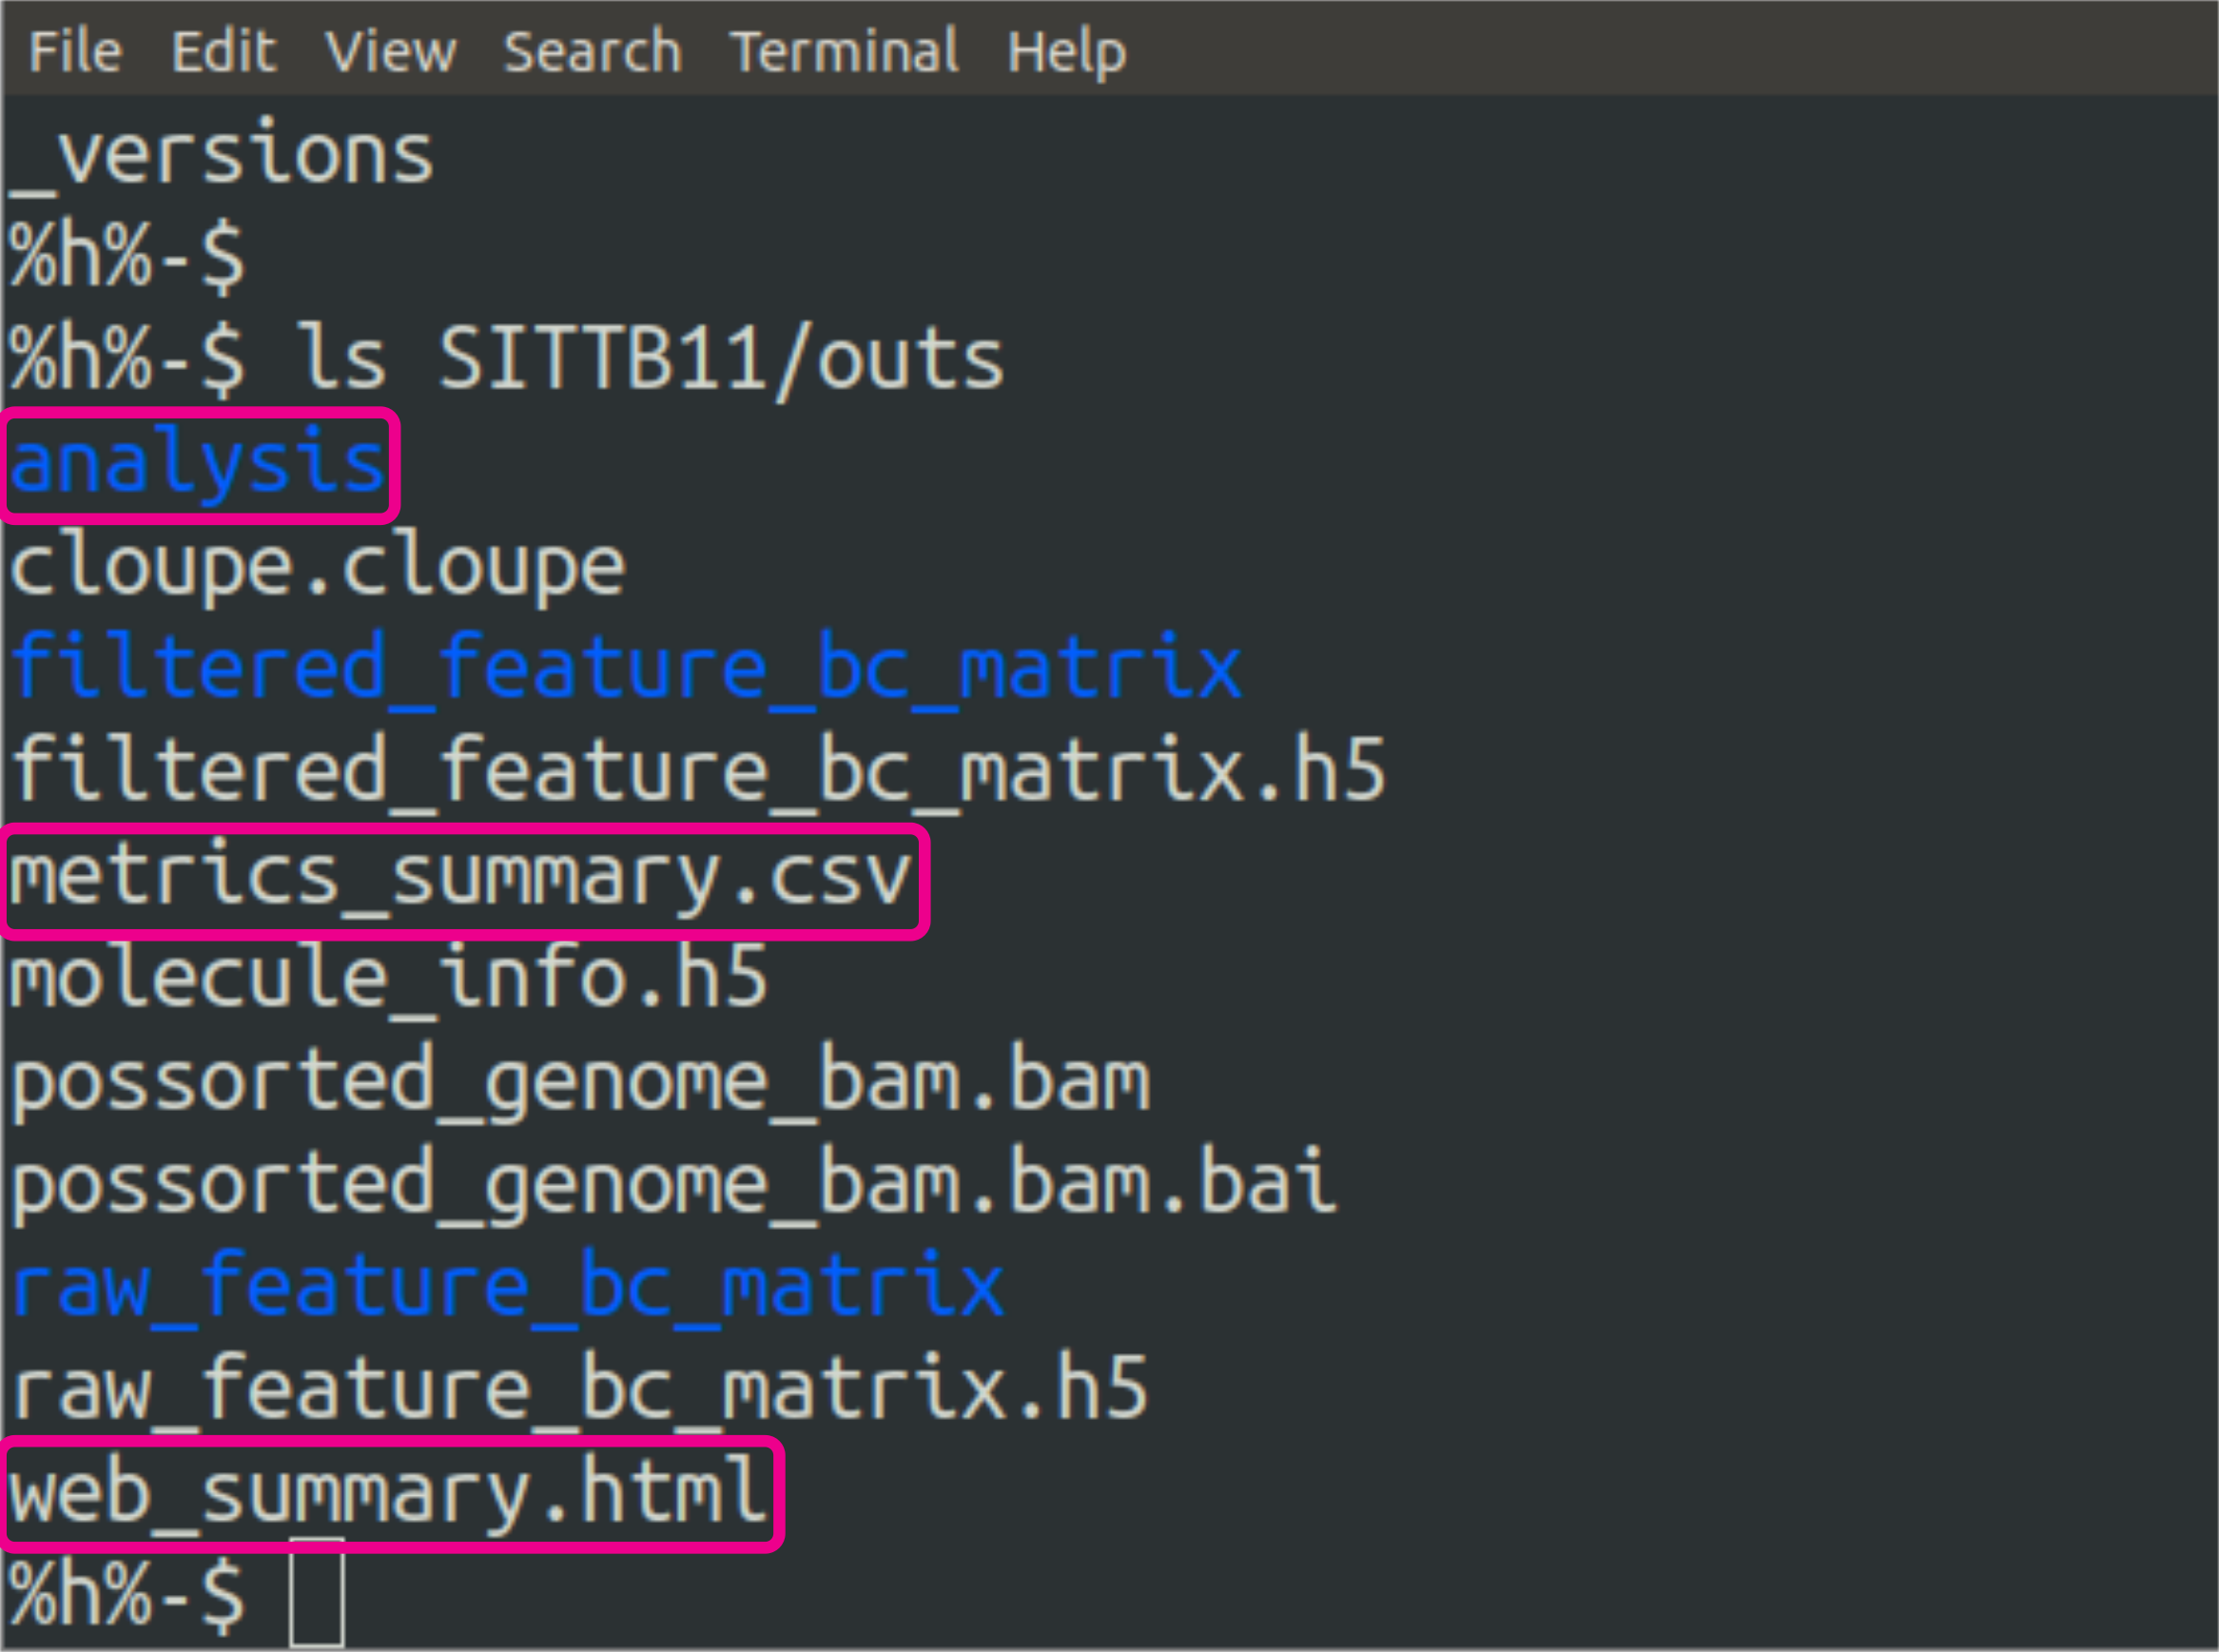 File Edit View Search Terminal Help
_versions
%h%-$
%h%-$ ls SITTB11/outs
analysis
cloupe.cloupe
filtered_feature_bc_matrix
filtered_feature_bc_matrix.h5
metrics_summary.csv
molecule_info.h5
possorted_genome_bam.bam
possorted_genome_bam.bam.bai
raw_feature_bc_matrix
raw_feature_bc_matrix.h5
web_summary.html
%h%-$